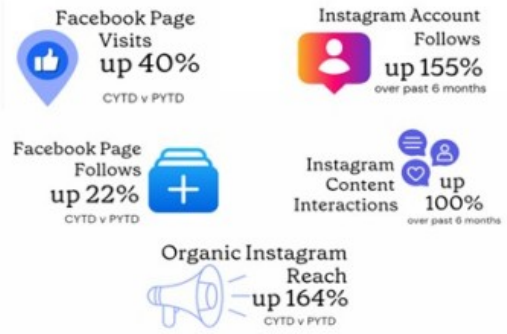 Facebook Page
Visits
up 40%
CYTD v PYTD
Instagram Account
Follows
up 155%
over past 6 months
Facebook Page
Follows
up 22%
CYTD v PYTD
Instagram
Content
Interactions
up
100%
over past 6 months
Organic Instagram
Reach
up 164%
CYTD v PYTD